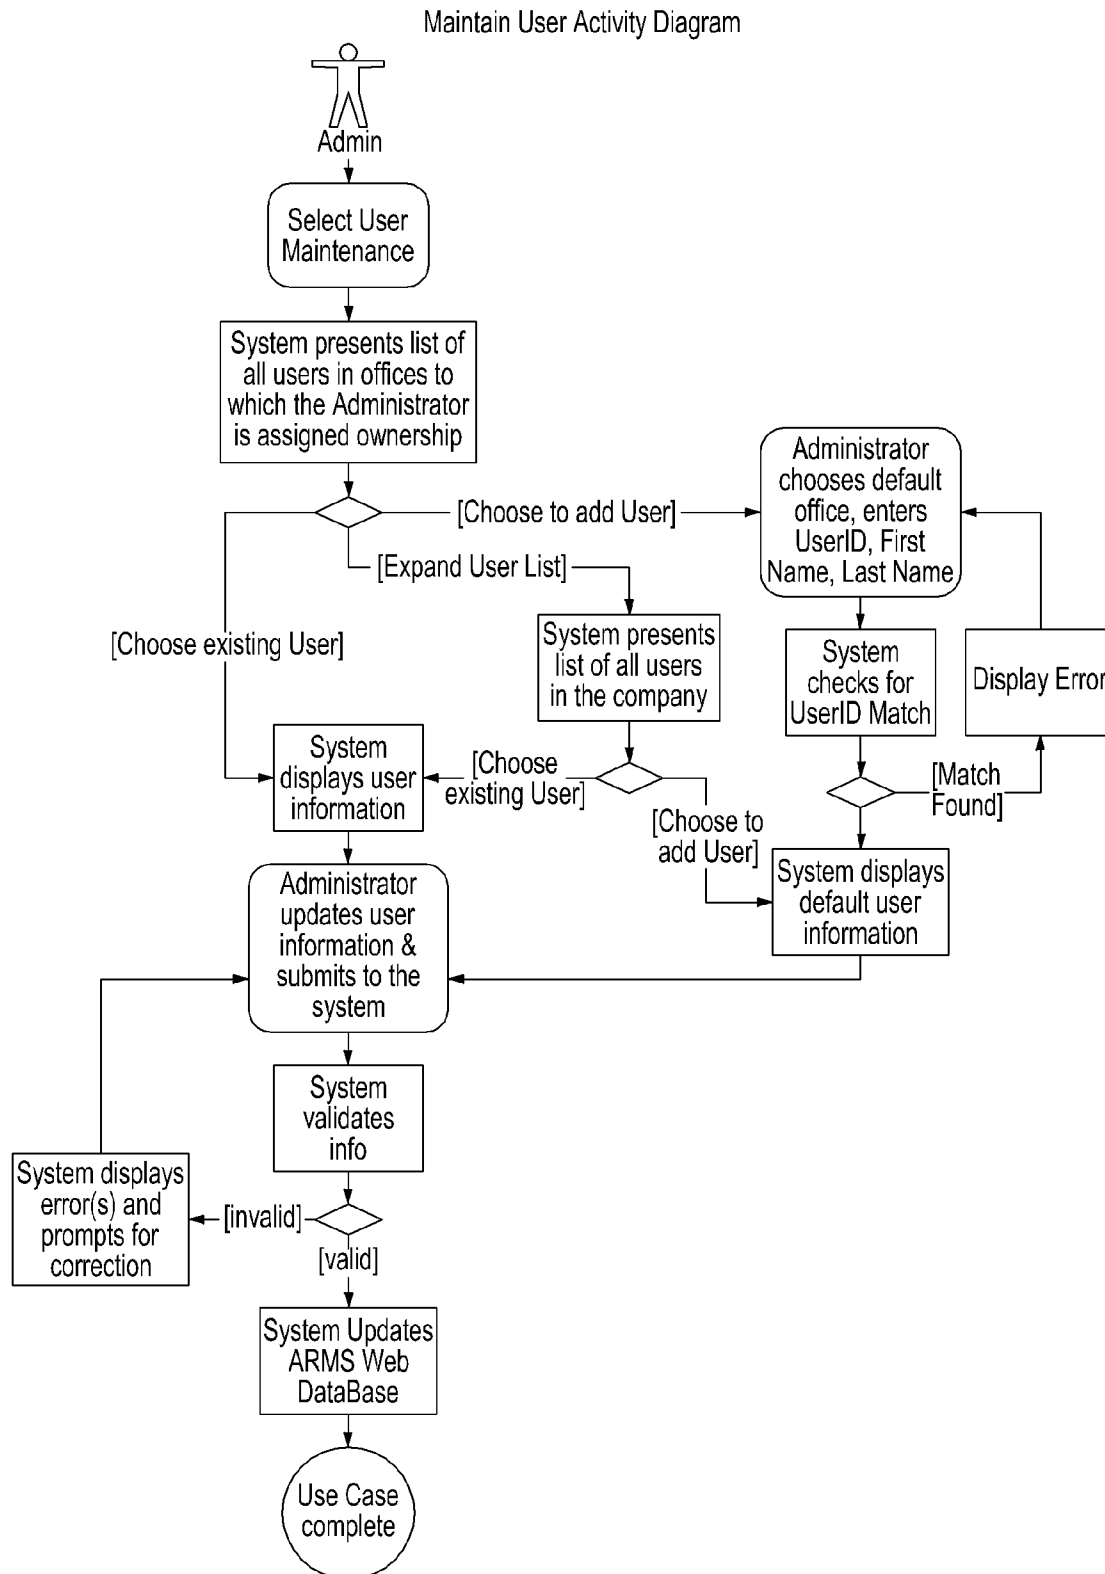 Maintain User Activity Diagram
Admin
Select User
Maintenance
System presents list of
all users in offices to
which the Administrator
is assigned ownership
[Choose to add User]
Administrator
chooses default
office, enters
UserID, First
Name, Last Name
[Expand User List]
[Choose existing User]
System presents
list of all users
in the company
System
checks for
UserID Match
Display Error
System
displays user
information
[Choose
existing User]
[Match
Found]
[Choose to
add User]
System displays
default user
information
Administrator
updates user
information &
submits to the
system
System
validates
info
System displays
error(s) and
prompts for
correction
[invalid]
[valid]
System Updates
ARMS Web
DataBase
Use Case
complete